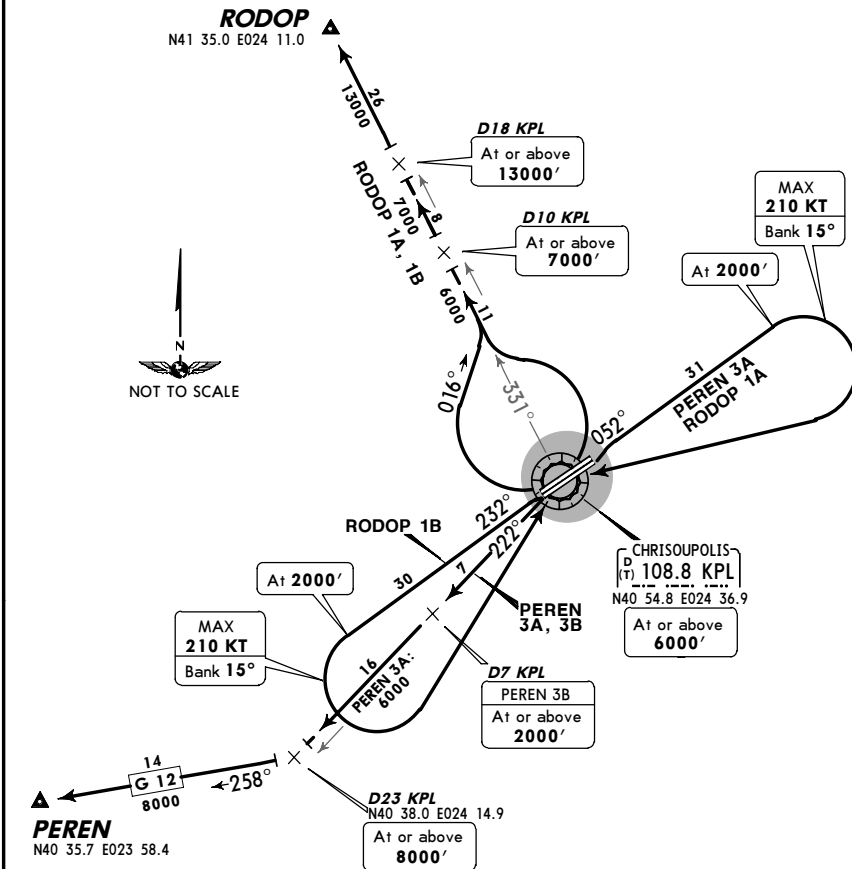 RODOP
N41 35.0 E024 11.0
26
13000
D18 KPL
At or above
13000′
RODOP 1A, 1B
8
7000
D10 KPL
At or above
7000′
MAX
210 KT
Bank 15°
At 2000′
11
6000
N
NOT TO SCALE
016°
331°
31
PEREN 3A
RODOP 1A
052°
RODOP 1B
232°
222°
30
7
At 2000′
MAX
210 KT
Bank 15°
PEREN
3A, 3B
CHRISOUPOLIS
D
(T) 108.8 KPL
N40 54.8 E024 36.9
At or above
6000′
16
PEREN 3A:
6000
D7 KPL
PEREN 3B
At or above
2000′
14
G 12
8000
258°
PEREN
N40 35.7 E023 58.4
D23 KPL
N40 38.0 E024 14.9
At or above
8000′